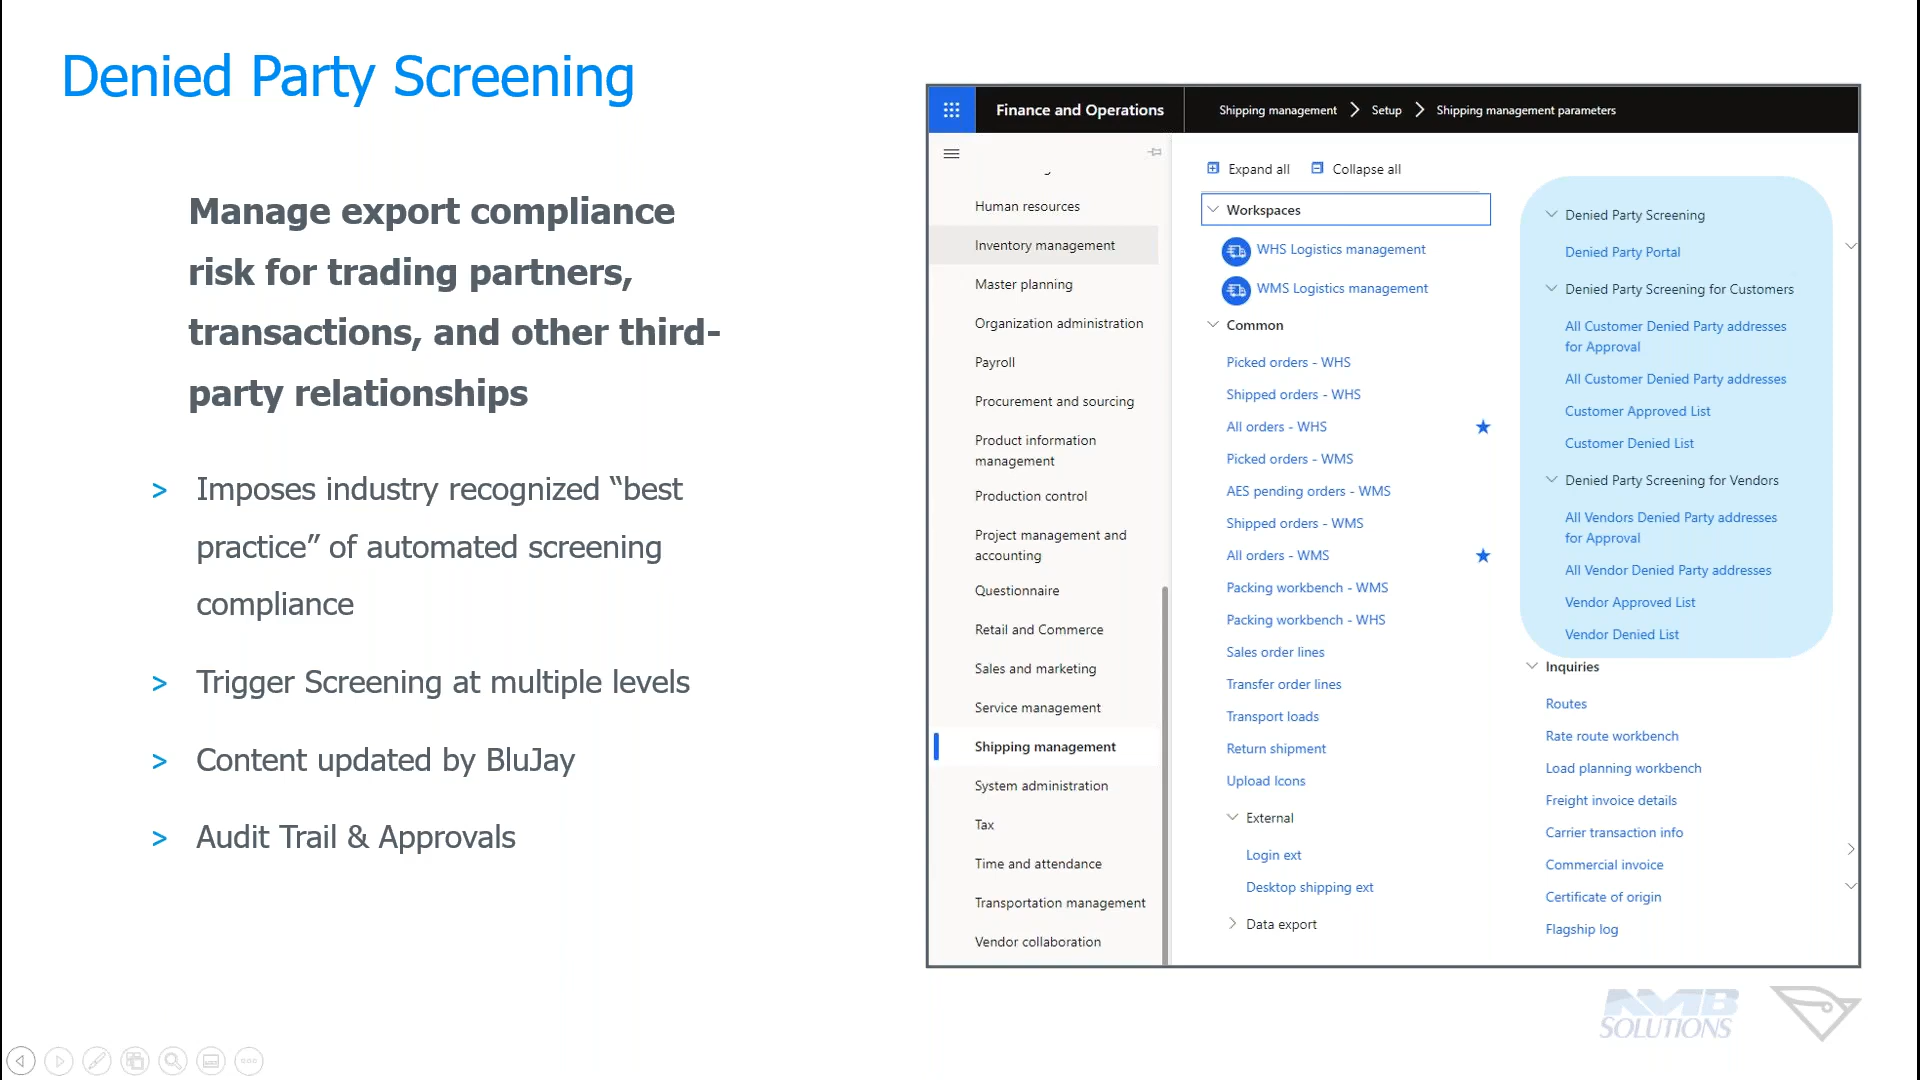 Denied Party Screening
Manage export compliance
risk for trading partners,
transactions, and other third-
party relationships
> Imposes industry recognized “best
practice” of automated screening
compliance
> Trigger Screening at multiple levels
> Content updated by BluJay
> Audit Trail & Approvals
Finance and Operations
Shipping management > Setup > Shipping management parameters
Human resources
Inventory management
Master planning
Organization administration
Payroll
Procurement and sourcing
Product information
management
Production control
Project management and
accounting
Questionnaire
Retail and Commerce
Sales and marketing
Service management
Shipping management
System administration
Tax
Time and attendance
Transportation management
Vendor collaboration
Expand all Collapse all
Workspaces
WHS Logistics management
WMS Logistics management
Common
Picked orders - WHS
Shipped orders - WHS
All orders - WHS
Picked orders - WMS
AES pending orders - WMS
Shipped orders - WMS
All orders - WMS
Packing workbench - WMS
Packing workbench - WHS
Sales order lines
Transfer order lines
Transport loads
Return shipment
Upload Icons
External
Login ext
Desktop shipping ext
Data export
Denied Party Screening
Denied Party Portal
Denied Party Screening for Customers
All Customer Denied Party addresses
for Approval
All Customer Denied Party addresses
Customer Approved List
Customer Denied List
Denied Party Screening for Vendors
All Vendors Denied Party addresses
for Approval
All Vendor Denied Party addresses
Vendor Approved List
Vendor Denied List
Inquiries
Routes
Rate route workbench
Load planning workbench
Freight invoice details
Carrier transaction info
Commercial invoice
Certificate of origin
Flagship log
NMB
SOLUTIONS